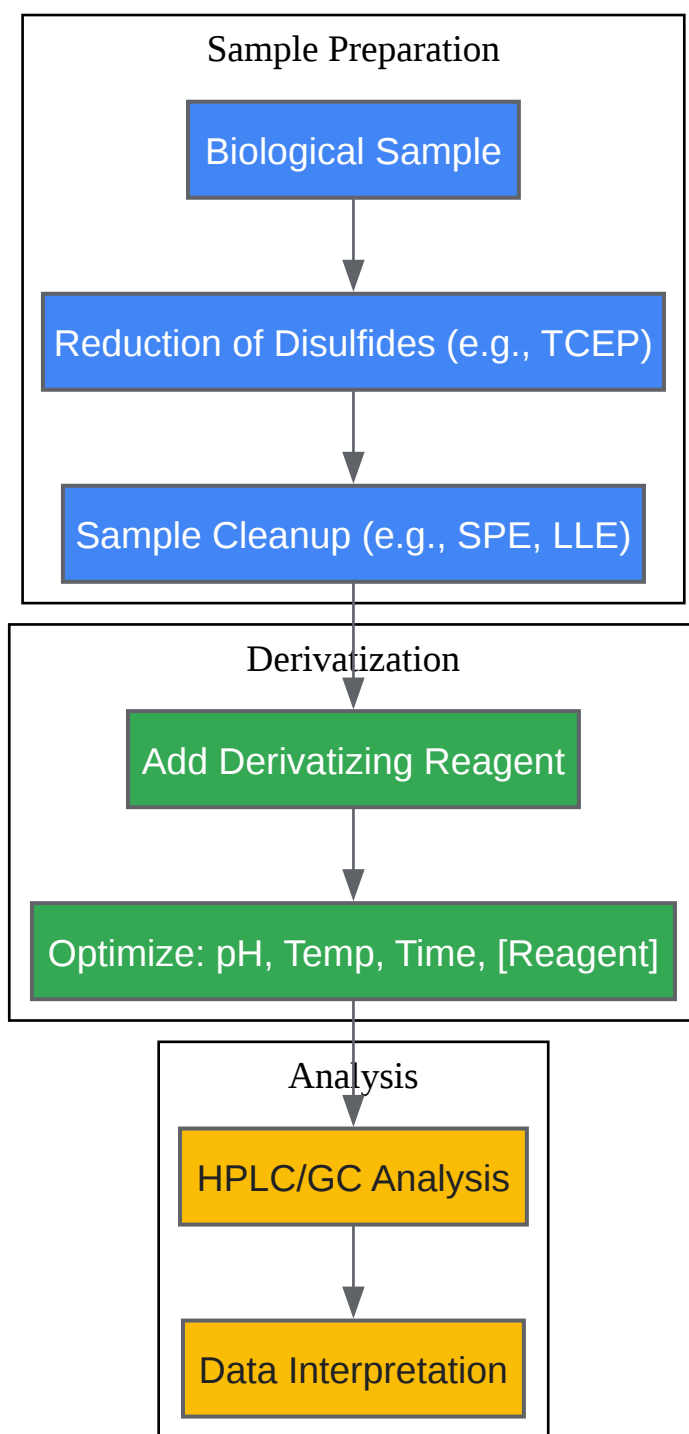 Sample Preparation
Biological Sample
Reduction of Disulfides (e.g., TCEP)
Sample Cleanup (e.g., SPE, LLE)
Derivatization
Add Derivatizing Reagent
Optimize: pH, Temp, Time, [Reagent]
Analysis
HPLC/GC Analysis
Data Interpretation